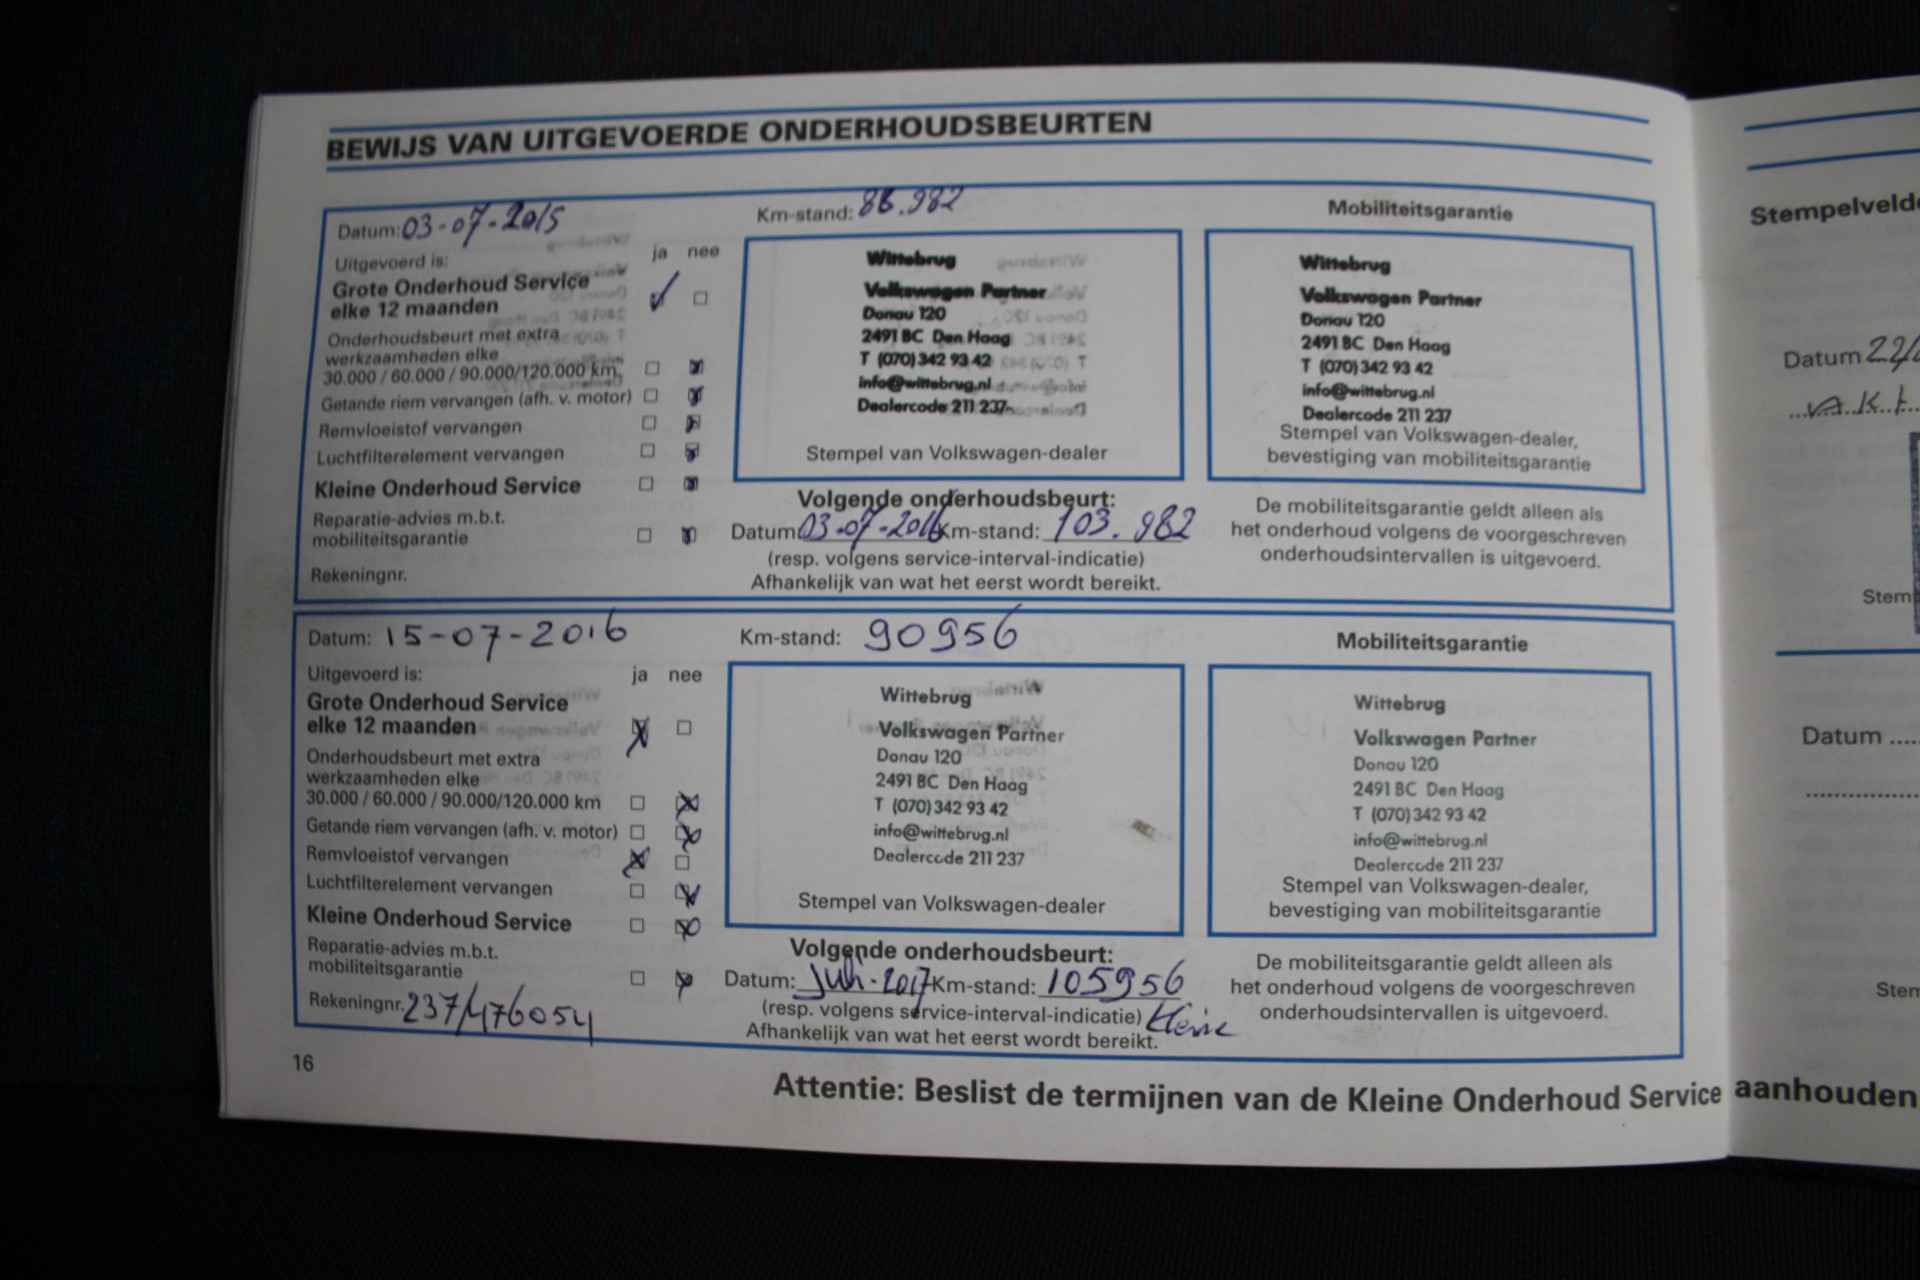 BEWIJS VAN UITGEVOERDE ONDERHOUDSBEURTEN
Datum: 03-07-2015
Km-stand: 88.982
Mobiliteitsgarantie
Uitgevoerd is:
ja nee
Grote Onderhoud Service
elke 12 maanden
Onderhoudsbeurt met extra
werkzaamheden elke
30.000 / 60.000 / 90.000/120.000 km
Getande riem vervangen (afh. v. motor)
Remvloeistof vervangen
Luchtfilterelement vervangen
Kleine Onderhoud Service
Reparatie-advies m.b.t.
mobiliteitsgarantie
Rekeningnr.
Wittebrug
Volkswagen Partner
Donau 120
2491 BC Den Haag
T (070) 342 93 42
info@wittebrug.nl
Dealercode 211 237
Stempel van Volkswagen-dealer
Volgende onderhoudsbeurt:
Datum: 03-07-2016 Km-stand: 103.982
(resp. volgens service-interval-indicatie)
Afhankelijk van wat het eerst wordt bereikt.
Wittebrug
Volkswagen Partner
Donau 120
2491 BC Den Haag
T (070) 342 93 42
info@wittebrug.nl
Dealercode 211 237
Stempel van Volkswagen-dealer,
bevestiging van mobiliteitsgarantie
De mobiliteitsgarantie geldt alleen als
het onderhoud volgens de voorgeschreven
onderhoudsintervallen is uitgevoerd.
Datum: 15-07-2016
Km-stand: 90956
Mobiliteitsgarantie
Uitgevoerd is:
ja nee
Grote Onderhoud Service
elke 12 maanden
Onderhoudsbeurt met extra
werkzaamheden elke
30.000 / 60.000 / 90.000/120.000 km
Getande riem vervangen (afh. v. motor)
Remvloeistof vervangen
Luchtfilterelement vervangen
Kleine Onderhoud Service
Reparatie-advies m.b.t.
mobiliteitsgarantie
Rekeningnr. 237/476054
Wittebrug
Volkswagen Partner
Donau 120
2491 BC Den Haag
T (070) 342 93 42
info@wittebrug.nl
Dealercode 211 237
Stempel van Volkswagen-dealer
Volgende onderhoudsbeurt:
Datum: Juli-2017 Km-stand: 105956
(resp. volgens service-interval-indicatie) kleine
Afhankelijk van wat het eerst wordt bereikt.
Wittebrug
Volkswagen Partner
Donau 120
2491 BC Den Haag
T (070) 342 93 42
info@wittebrug.nl
Dealercode 211 237
Stempel van Volkswagen-dealer,
bevestiging van mobiliteitsgarantie
De mobiliteitsgarantie geldt alleen als
het onderhoud volgens de voorgeschreven
onderhoudsintervallen is uitgevoerd.
16
Attentie: Beslist de termijnen van de Kleine Onderhoud Service aanhouden
Stempelveld
Datum 22/
Stem
Datum ....
Stem